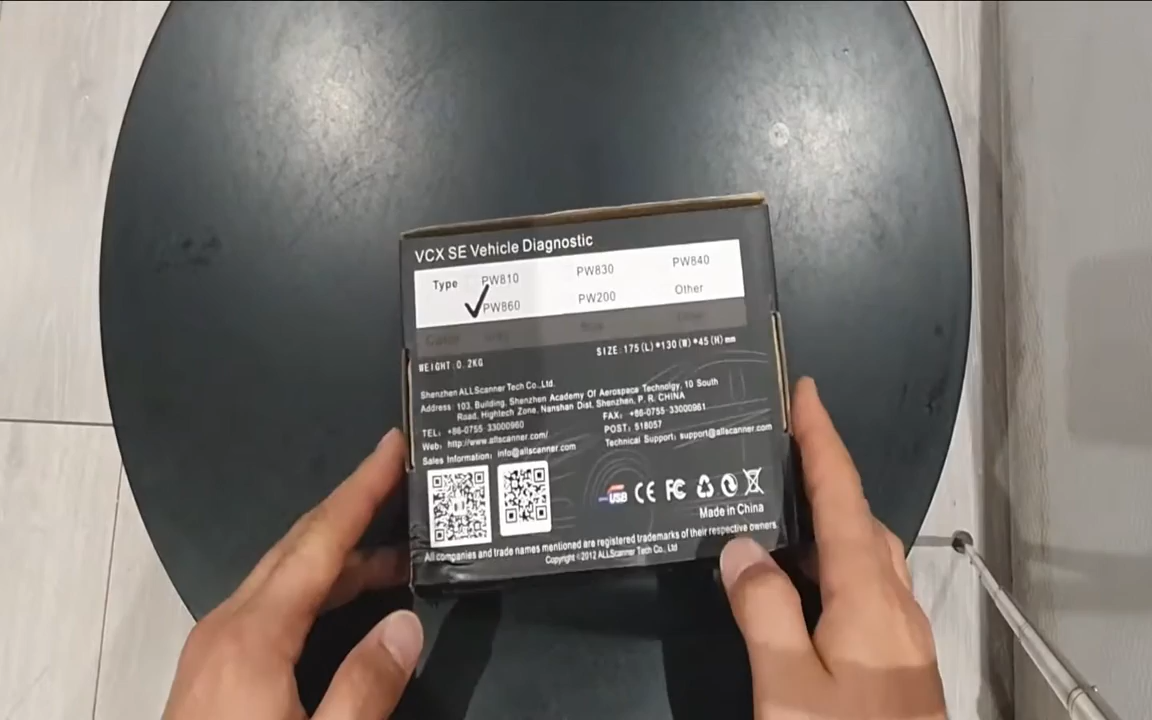 VCX SE Vehicle Diagnostic
Type PW810 PW830 PW840
✓PW860 PW200 Other
WEIGHT:0.2KG SIZE:175(L)*130(W)*45(H)mm
Shenzhen ALLScanner Tech Co.,Ltd.
Address: 103, Building, Shenzhen Academy Of Aerospace Technolgy, 10 South
Road, Hightech Zone, Nanshan Dist, Shenzhen, P. R. CHINA
TEL: +86-0755 33000960 FAX: +86-0755 33000961
Web: http://www.allscanner.com/ POST: 518057
Sales Information: info@allscanner.com Technical Support: support@allscanner.com
USB CE FC
Made in China
All companies and trade names mentioned are registered trademarks of their respective owners.
Copyright ©2012 ALLScanner Tech Co., Ltd